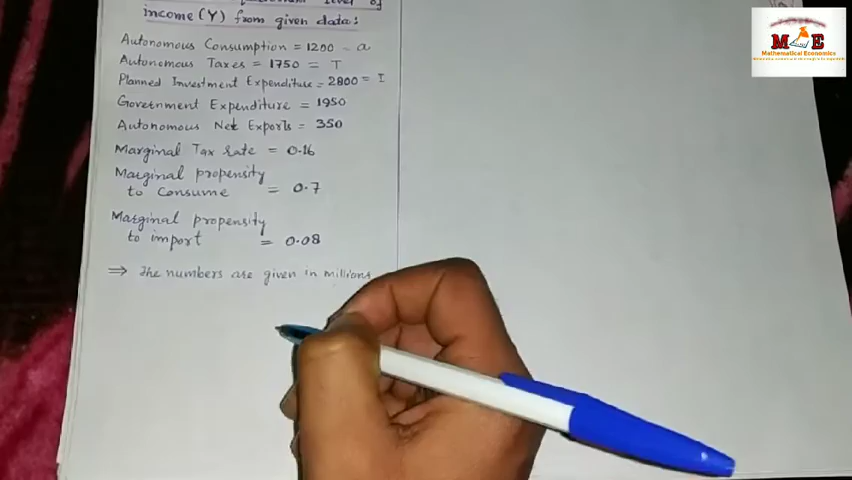 level of
income (Y) from given data:
Autonomous Consumption = 1200 - a
Autonomous Taxes = 1750 = T
Planned Investment Expenditure = 2800 = I
Government Expenditure = 1950
Autonomous Net Exports = 350
Marginal Tax rate = 0.16
Marginal propensity
to Consume = 0.7
Marginal propensity
to import = 0.08
⇒ The numbers are given in millions
M E
Mathematical Economics